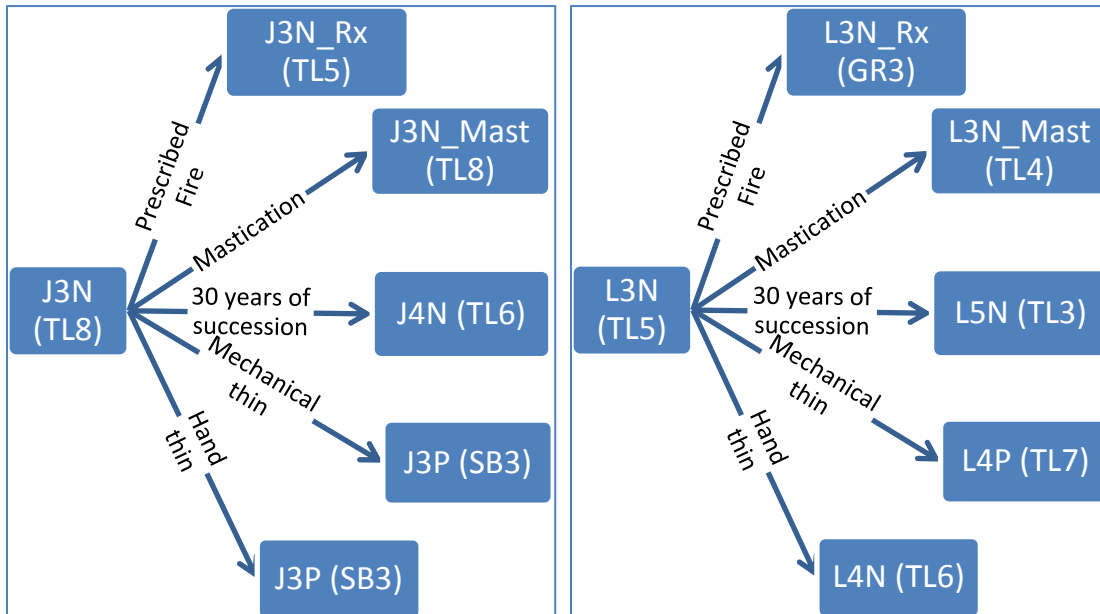 J3N_Rx
(TL5)
J3N_Mast
(TL8)
Prescribed
Fire
Mastication
J3N
(TL8)
30 years of
succession
J4N (TL6)
Mechanical
thin
Hand
thin
J3P (SB3)
J3P (SB3)
L3N_Rx
(GR3)
L3N_Mast
(TL4)
Prescribed
Fire
Mastication
L3N
(TL5)
30 years of
succession
L5N (TL3)
Mechanical
thin
Hand
thin
L4P (TL7)
L4N (TL6)